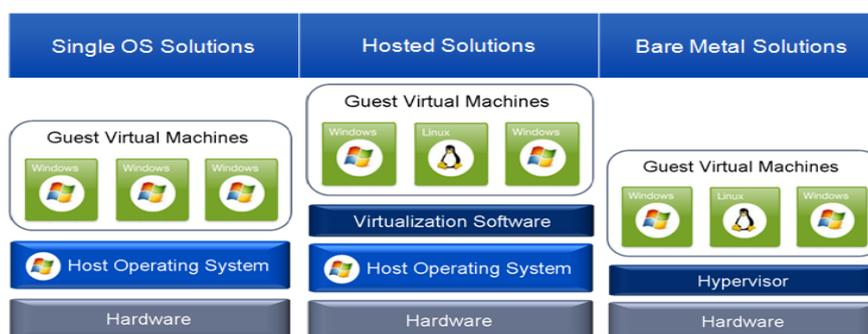 Single OS Solutions
Hosted Solutions
Bare Metal Solutions
Guest Virtual Machines
Windows
Windows
Windows
Host Operating System
Hardware
Guest Virtual Machines
Windows
Linux
Windows
Virtualization Software
Host Operating System
Hardware
Guest Virtual Machines
Windows
Linux
Windows
Hypervisor
Hardware